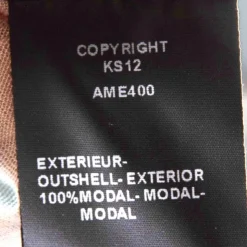 COPYRIGHT
KS12
AME400
EXTERIEUR-
OUTSHELL-EXTERIOR
100%MODAL-MODAL-
MODAL